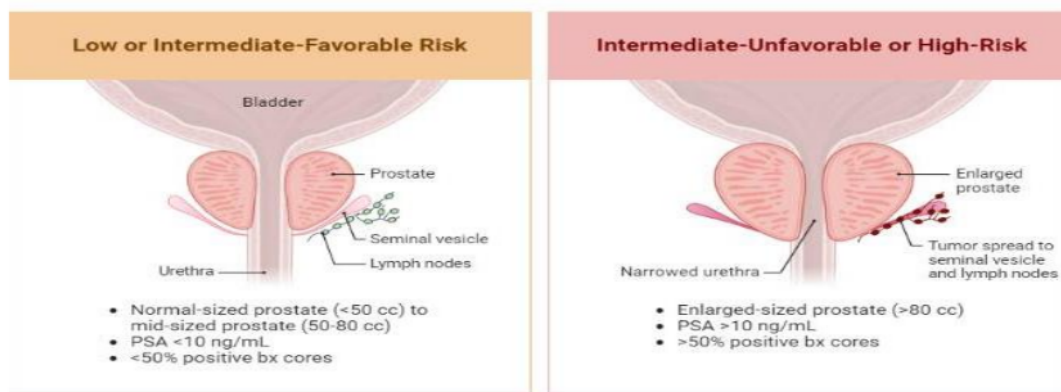 Low or Intermediate-Favorable Risk
Bladder
Prostate
Seminal vesicle
Lymph nodes
Urethra
• Normal-sized prostate (<50 cc) to
mid-sized prostate (50-80 cc)
• PSA <10 ng/mL
• <50% positive bx cores
Intermediate-Unfavorable or High-Risk
Enlarged
prostate
Tumor spread to
seminal vesicle
and lymph nodes
Narrowed urethra
• Enlarged-sized prostate (>80 cc)
• PSA >10 ng/mL
• >50% positive bx cores